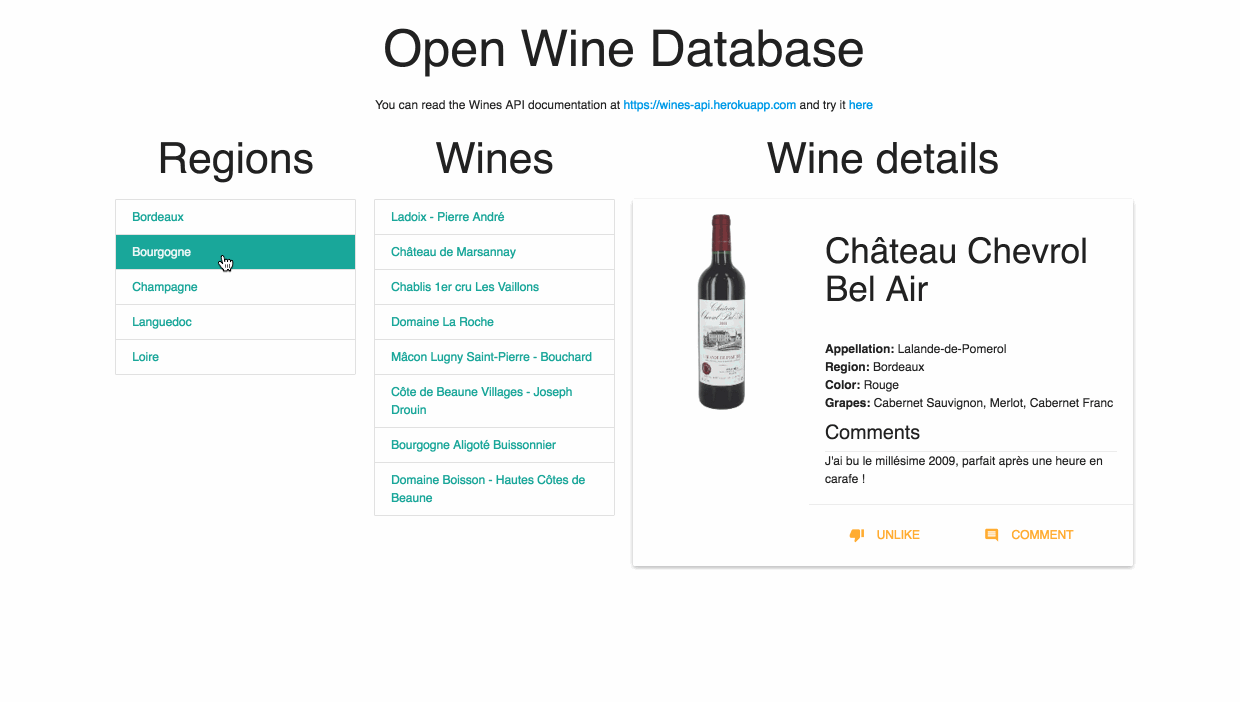 Open Wine Database
You can read the Wines API documentation at https://wines-api.herokuapp.com and try it here
Regions
Bordeaux
Bourgogne
Champagne
Languedoc
Loire
Wines
Ladoix - Pierre André
Château de Marsannay
Chablis 1er cru Les Vaillons
Domaine La Roche
Mâcon Lugny Saint-Pierre - Bouchard
Côte de Beaune Villages - Joseph
Drouin
Bourgogne Aligoté Buissonnier
Domaine Boisson - Hautes Côtes de
Beaune
Wine details
Château Chevrol
Bel Air
Appellation: Lalande-de-Pomerol
Region: Bordeaux
Color: Rouge
Grapes: Cabernet Sauvignon, Merlot, Cabernet Franc
Comments
J'ai bu le millésime 2009, parfait après une heure en
carafe !
UNLIKE
COMMENT